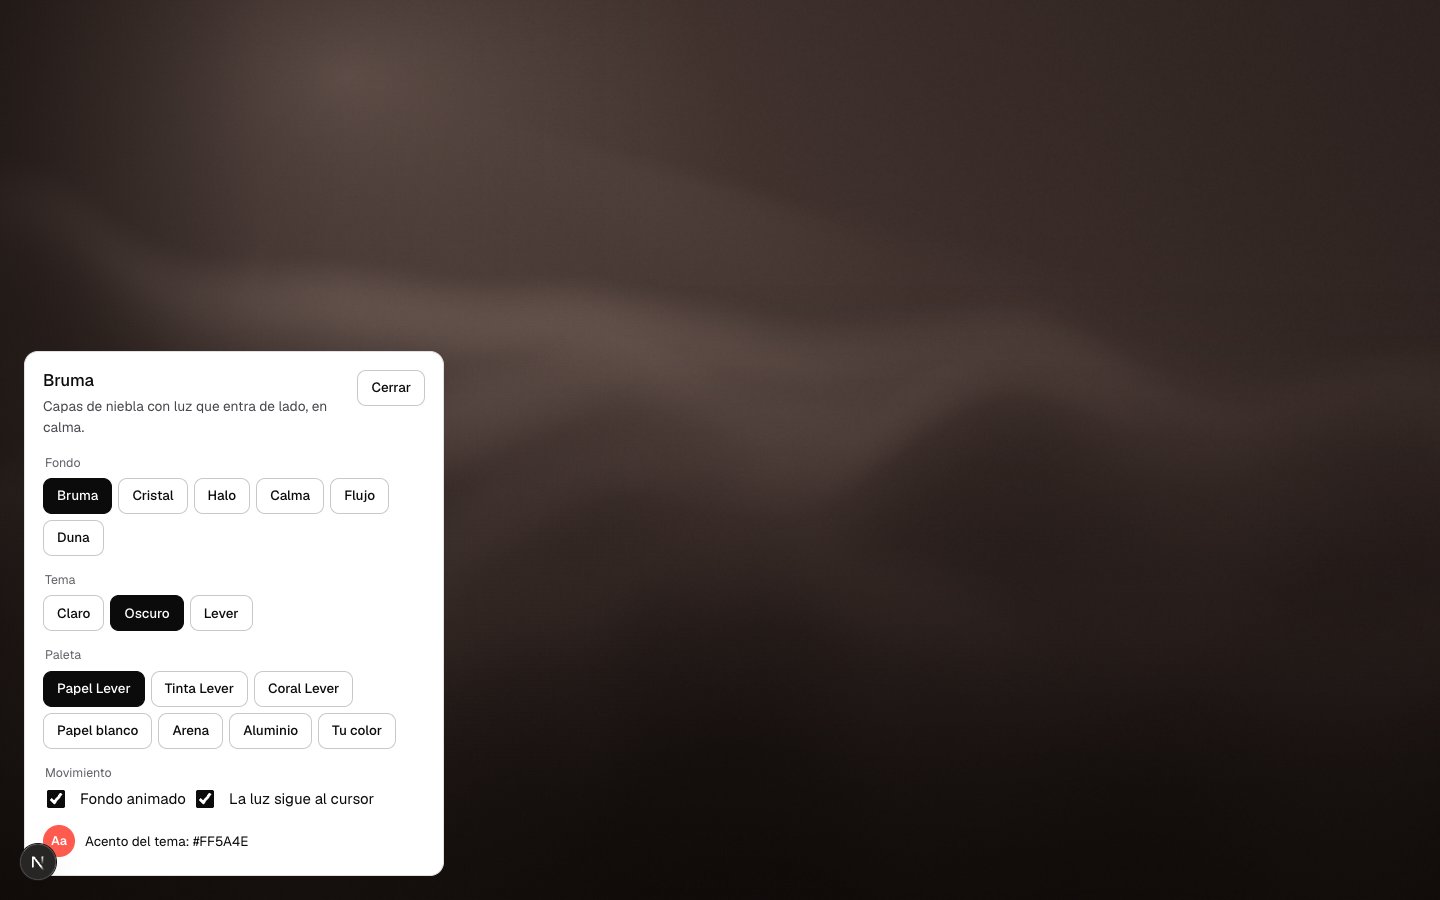 Bruma
Cerrar
Capas de niebla con luz que entra de lado, en
calma.
Fondo
Bruma Cristal Halo Calma Flujo
Duna
Tema
Claro Oscuro Lever
Paleta
Papel Lever Tinta Lever Coral Lever
Papel blanco Arena Aluminio Tu color
Movimiento
Fondo animado La luz sigue al cursor
Aa Acento del tema: #FF5A4E
N